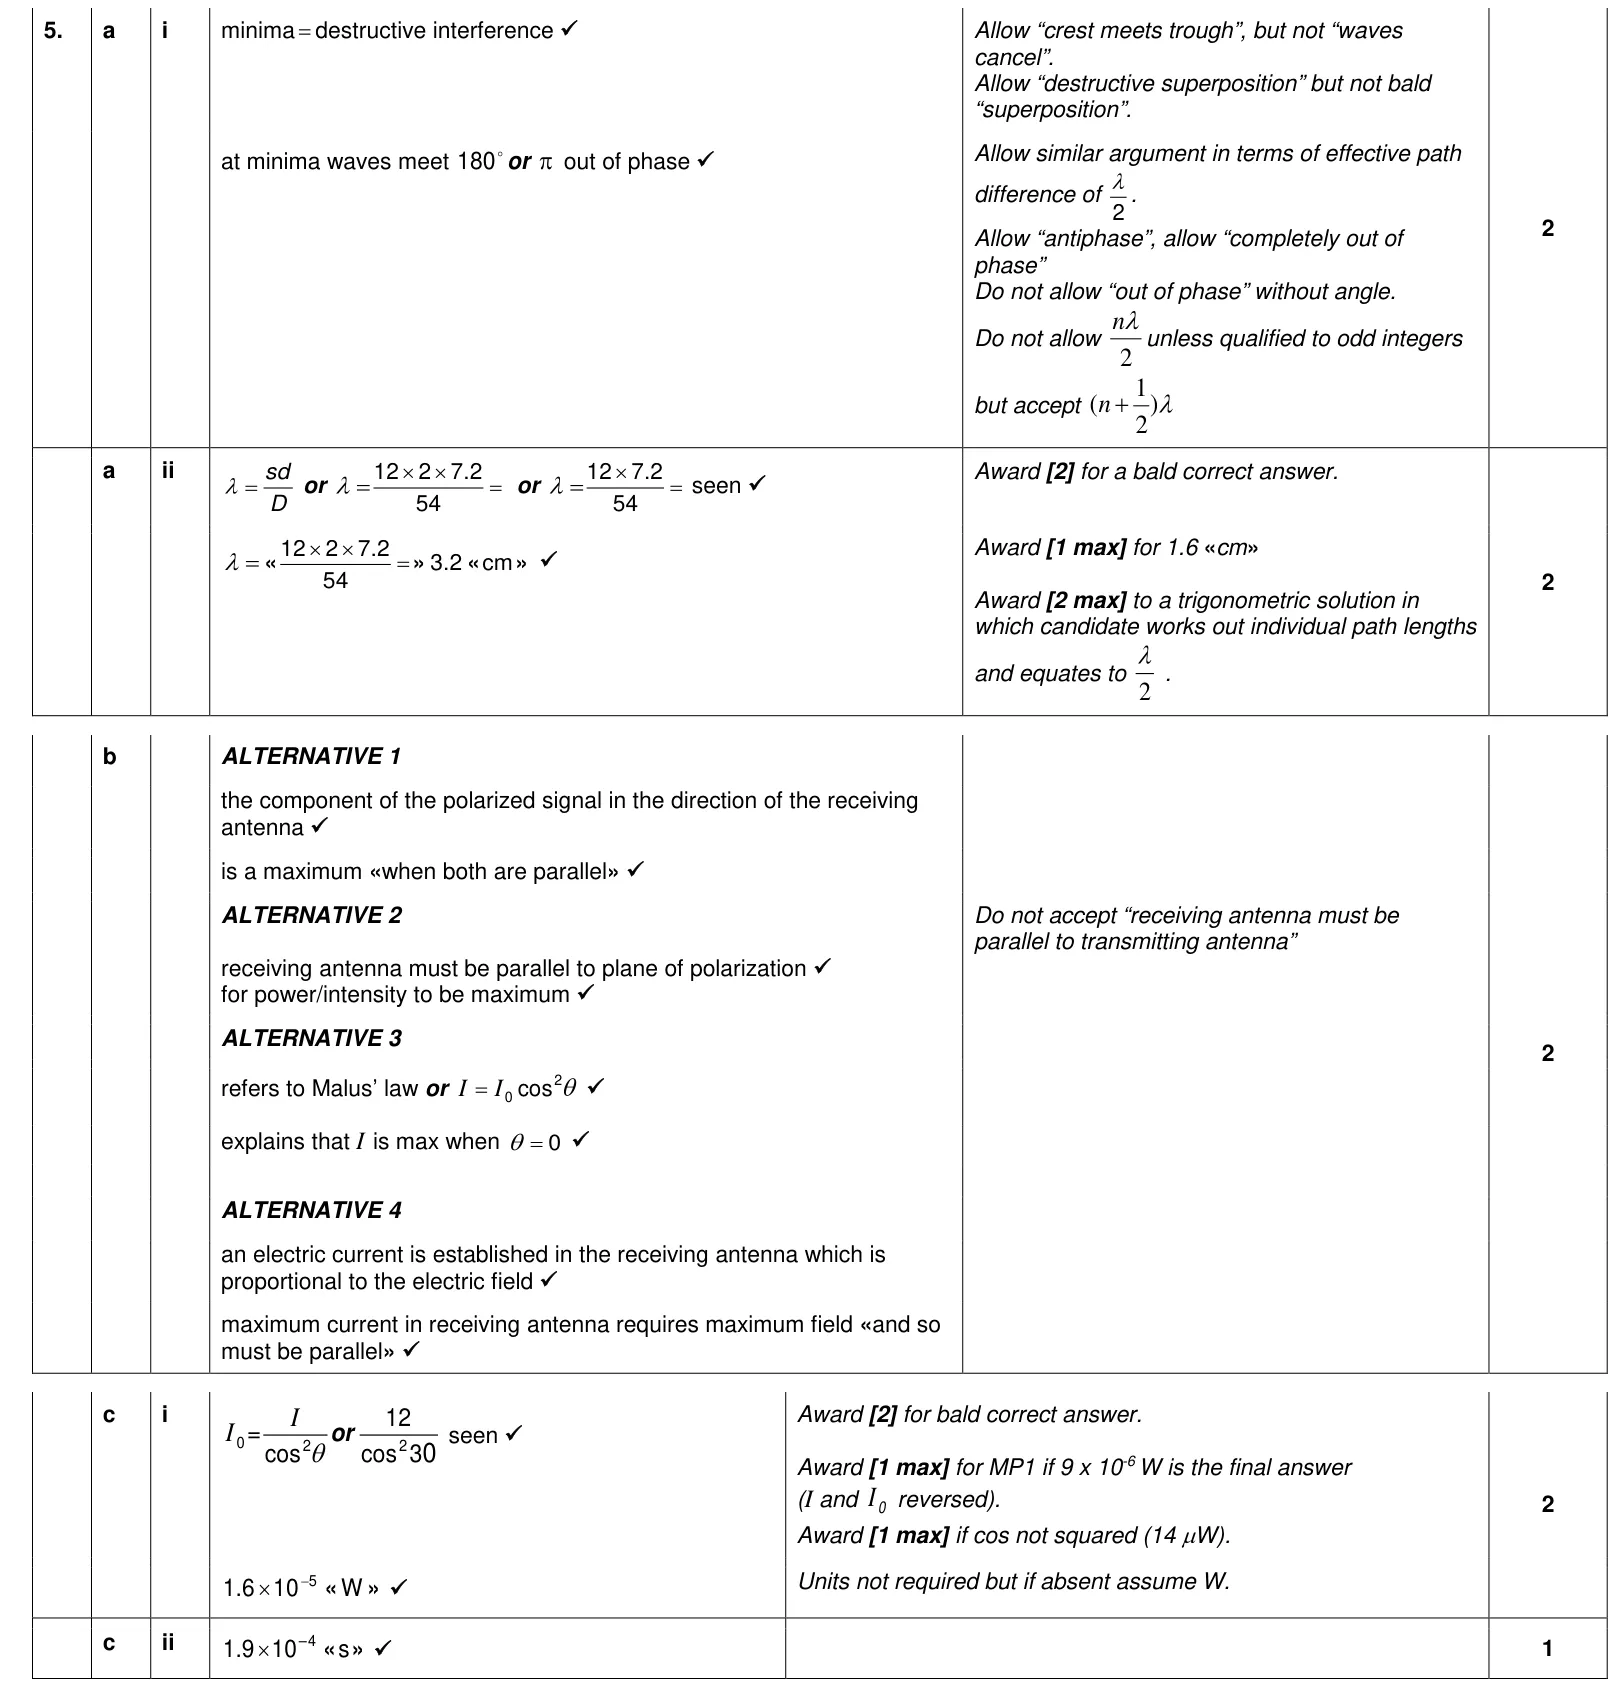 5. a i minima = destructive interference ✓ Allow “crest meets trough”, but not “waves
cancel”.
Allow “destructive superposition” but not bald
“superposition”.
at minima waves meet 180° or π out of phase ✓ Allow similar argument in terms of effective path
difference of λ/2.
Allow “antiphase”, allow “completely out of
phase”
Do not allow “out of phase” without angle.
Do not allow nλ/2 unless qualified to odd integers
but accept (n + 1/2)λ
2
a ii λ = sd/D or λ = 12 × 2 × 7.2/54 = or λ = 12 × 7.2/54 = seen ✓ Award [2] for a bald correct answer.
λ = «12 × 2 × 7.2/54 =» 3.2 «cm» ✓ Award [1 max] for 1.6 «cm»
Award [2 max] to a trigonometric solution in
which candidate works out individual path lengths
and equates to λ/2 .
2
b ALTERNATIVE 1
the component of the polarized signal in the direction of the receiving
antenna ✓
is a maximum «when both are parallel» ✓
ALTERNATIVE 2 Do not accept “receiving antenna must be
parallel to transmitting antenna”
receiving antenna must be parallel to plane of polarization ✓
for power/intensity to be maximum ✓
ALTERNATIVE 3
refers to Malus’ law or I = I₀ cos²θ ✓
explains that I is max when θ = 0 ✓
ALTERNATIVE 4
an electric current is established in the receiving antenna which is
proportional to the electric field ✓
maximum current in receiving antenna requires maximum field «and so
must be parallel» ✓
2
c i I₀ = I/cos²θ or 12/cos²30 seen ✓ Award [2] for bald correct answer.
Award [1 max] for MP1 if 9 x 10⁻⁶ W is the final answer
(I and I₀ reversed).
Award [1 max] if cos not squared (14 μW).
1.6 × 10⁻⁵ «W» ✓ Units not required but if absent assume W.
2
c ii 1.9 × 10⁻⁴ «s» ✓ 1